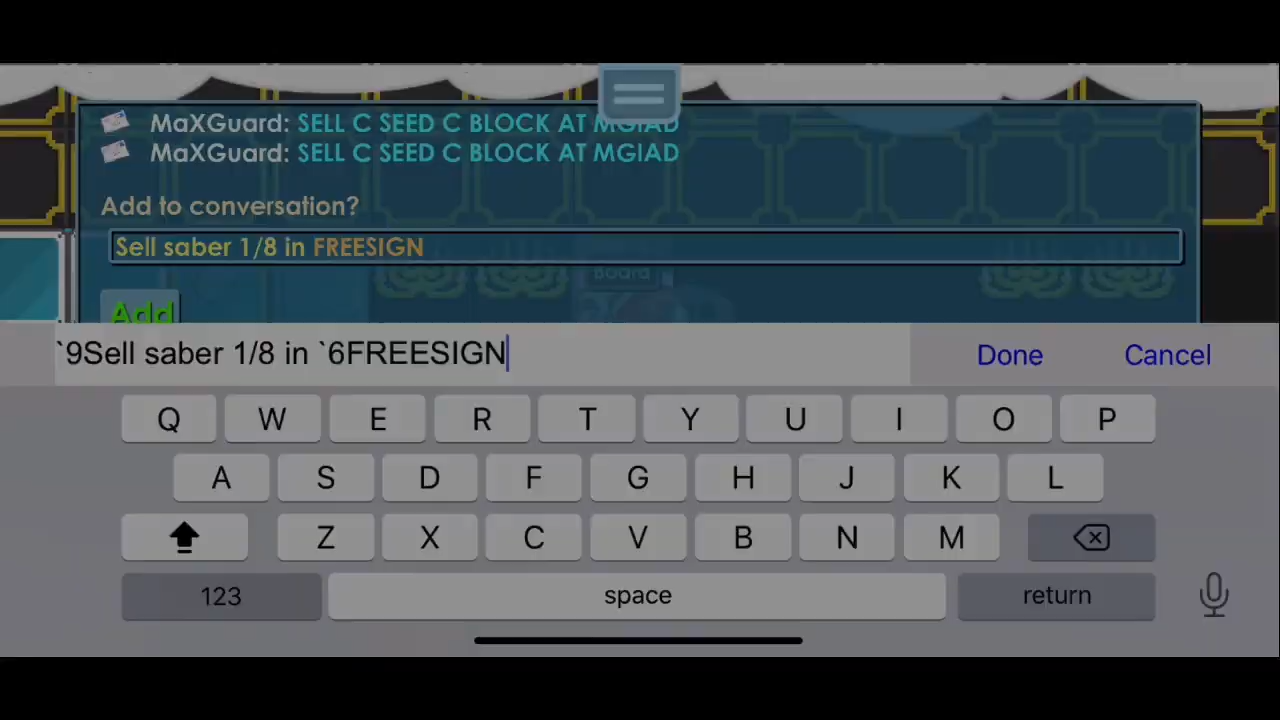 MaXGuard: SELL C SEED C BLOCK AT MGIAD
MaXGuard: SELL C SEED C BLOCK AT MGIAD
Add to conversation?
Sell saber 1/8 in FREESIGN
Board
Add
`9Sell saber 1/8 in `6FREESIGN
Done
Cancel
Q W E R T Y U I O P
A S D F G H J K L
Z X C V B N M
123
space
return